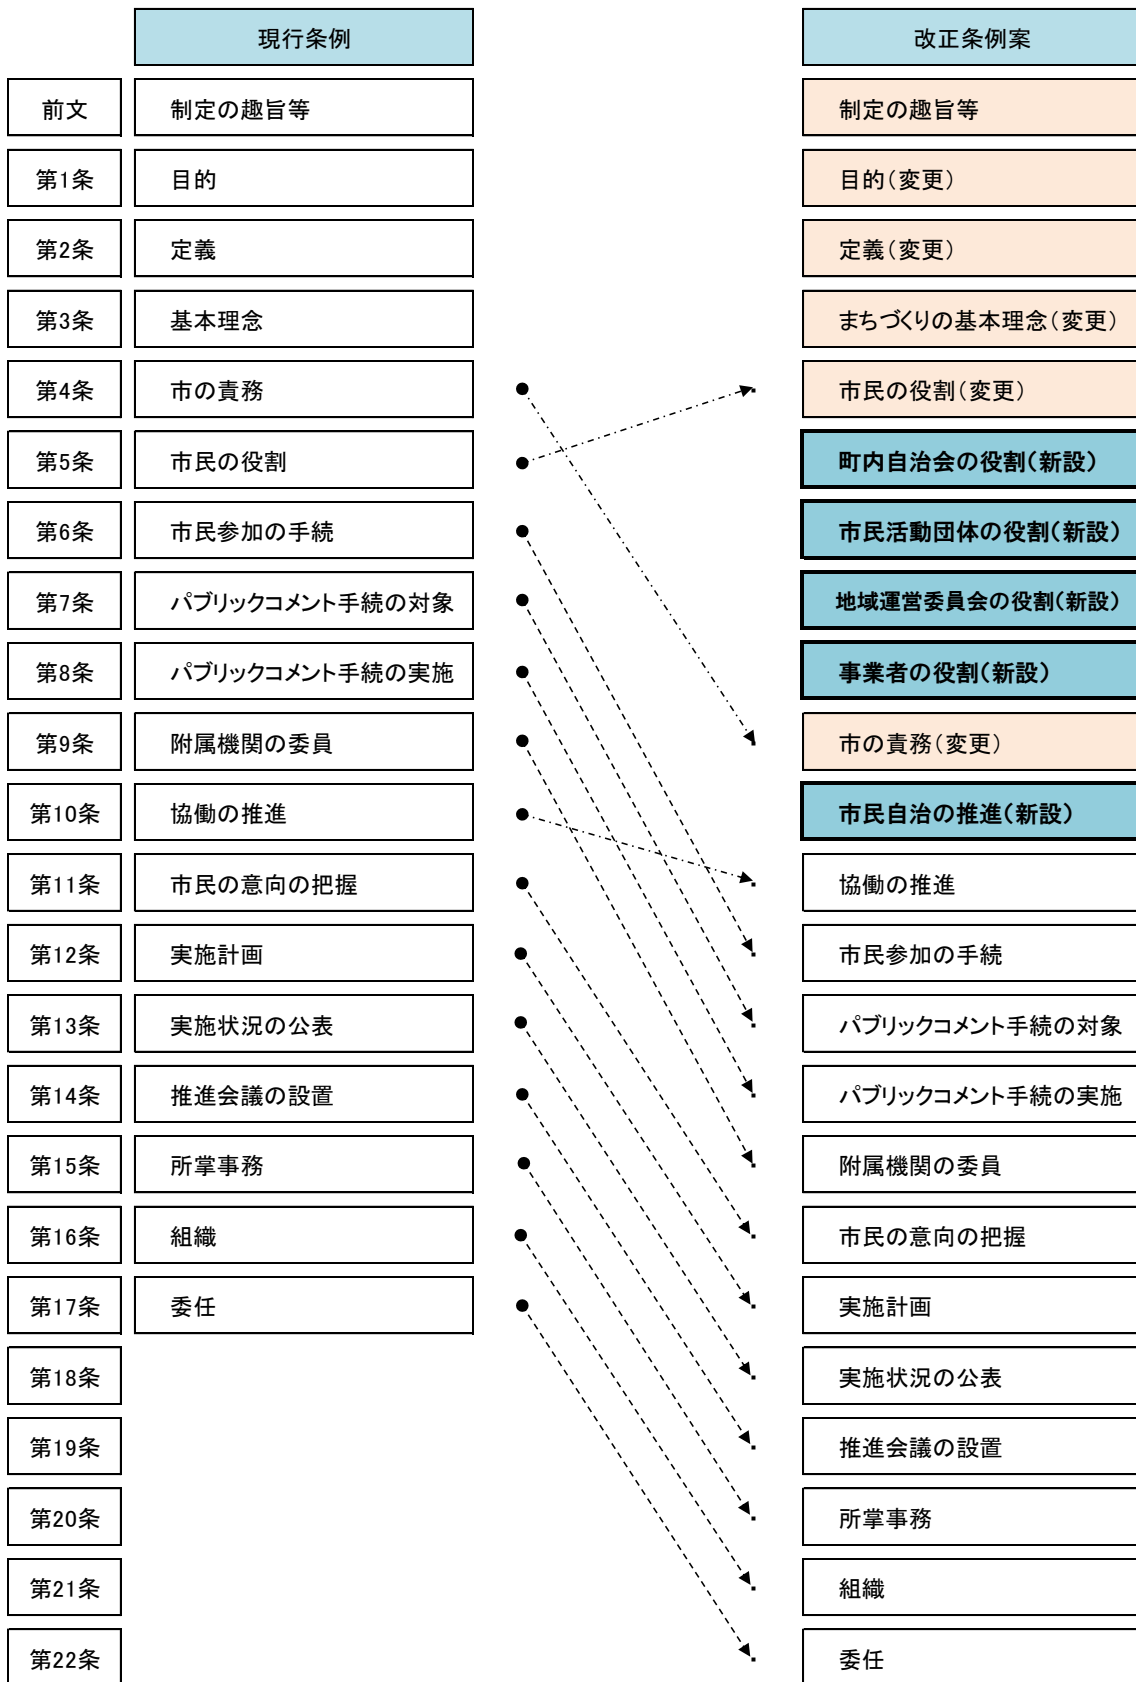 現行条例 改正条例案
前文 制定の趣旨等 制定の趣旨等
第1条 目的 目的(変更)
第2条 定義 定義(変更)
第3条 基本理念 まちづくりの基本理念(変更)
第4条 市の責務 市民の役割(変更)
第5条 市民の役割 町内自治会の役割(新設)
第6条 市民参加の手続 市民活動団体の役割(新設)
第7条 パブリックコメント手続の対象 地域運営委員会の役割(新設)
第8条 パブリックコメント手続の実施 事業者の役割(新設)
第9条 附属機関の委員 市の責務(変更)
第10条 協働の推進 市民自治の推進(新設)
第11条 市民の意向の把握 協働の推進
第12条 実施計画 市民参加の手続
第13条 実施状況の公表 パブリックコメント手続の対象
第14条 推進会議の設置 パブリックコメント手続の実施
第15条 所掌事務 附属機関の委員
第16条 組織 市民の意向の把握
第17条 委任 実施計画
第18条 実施状況の公表
第19条 推進会議の設置
第20条 所掌事務
第21条 組織
第22条 委任